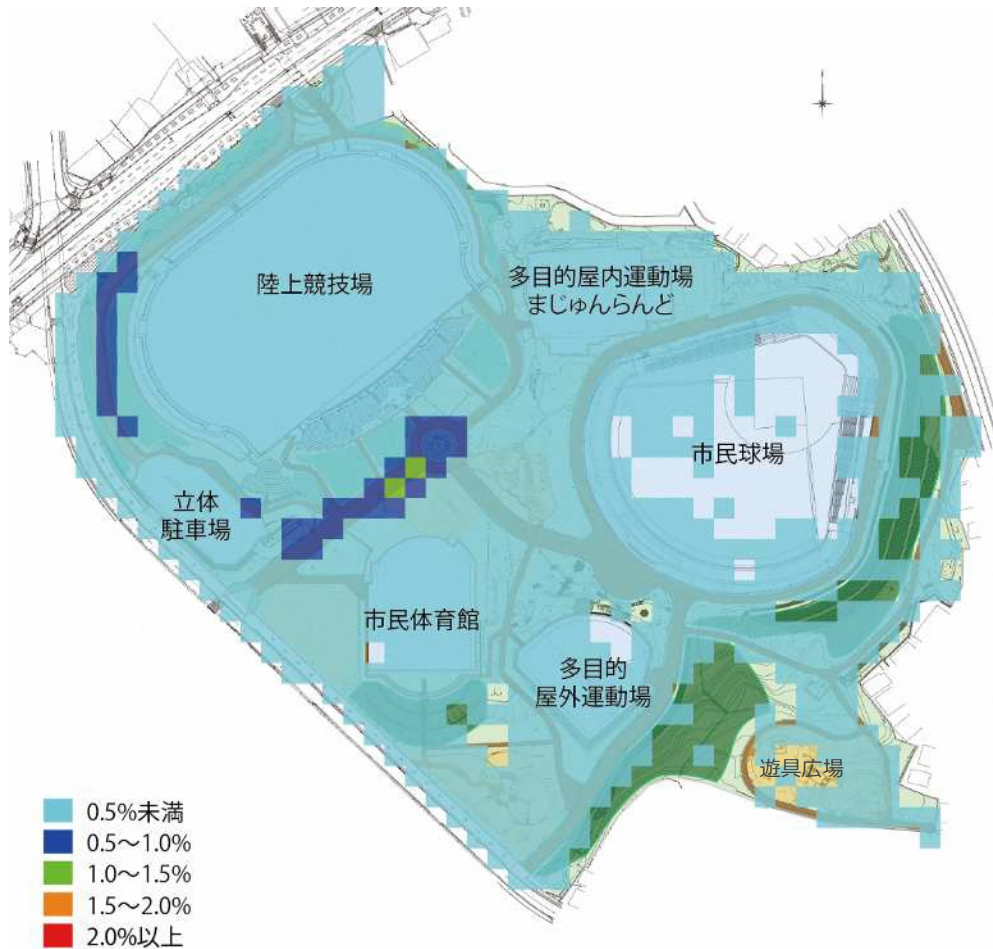 陸上競技場
多目的屋内運動場
まじゅんらんど
市民球場
立体
駐車場
市民体育館
多目的
屋外運動場
遊具広場
0.5%未満
0.5～1.0%
1.0～1.5%
1.5～2.0%
2.0%以上